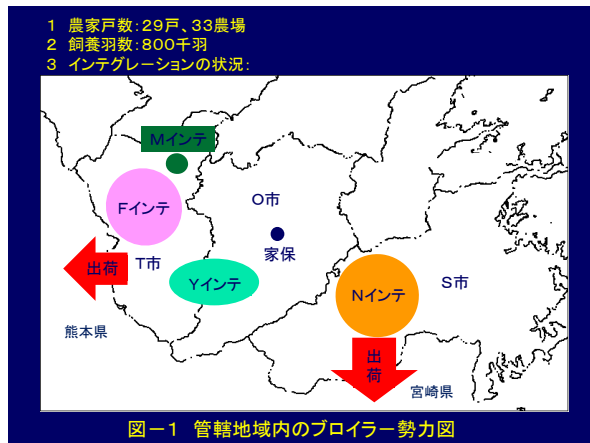 1 農家戸数:29戸、33農場
2 飼養羽数:800千羽
3 インテグレーションの状況:
Mインテ
Fインテ
O市
家保
出荷
T市
Yインテ
Nインテ
S市
熊本県
出荷
宮崎県
図-1 管轄地域内のブロイラー勢力図